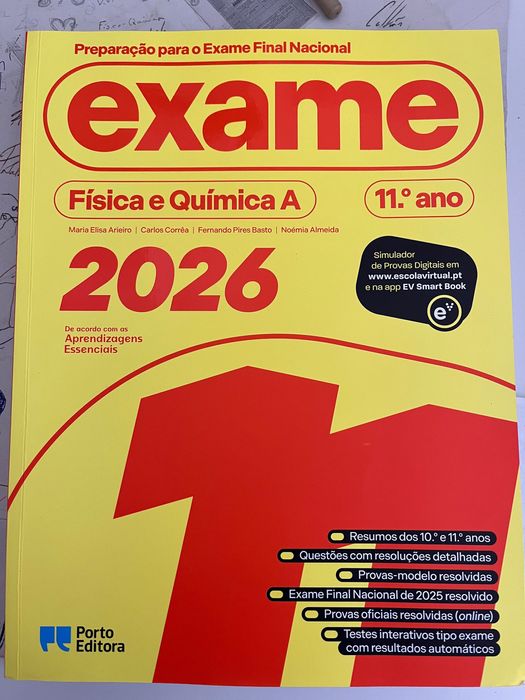 Preparação para o Exame Final Nacional
exame
Física e Química A
11.º ano
Maria Elisa Arieiro | Carlos Corrêa | Fernando Pires Basto | Noémia Almeida
2026
Simulador
de Provas Digitais em
www.escolavirtual.pt
e na app EV Smart Book
e
De acordo com as
Aprendizagens
Essenciais
11
Resumos dos 10.º e 11.º anos
Questões com resoluções detalhadas
Provas-modelo resolvidas
Exame Final Nacional de 2025 resolvido
Provas oficiais resolvidas (online)
Testes interativos tipo exame
com resultados automáticos
Porto
Editora